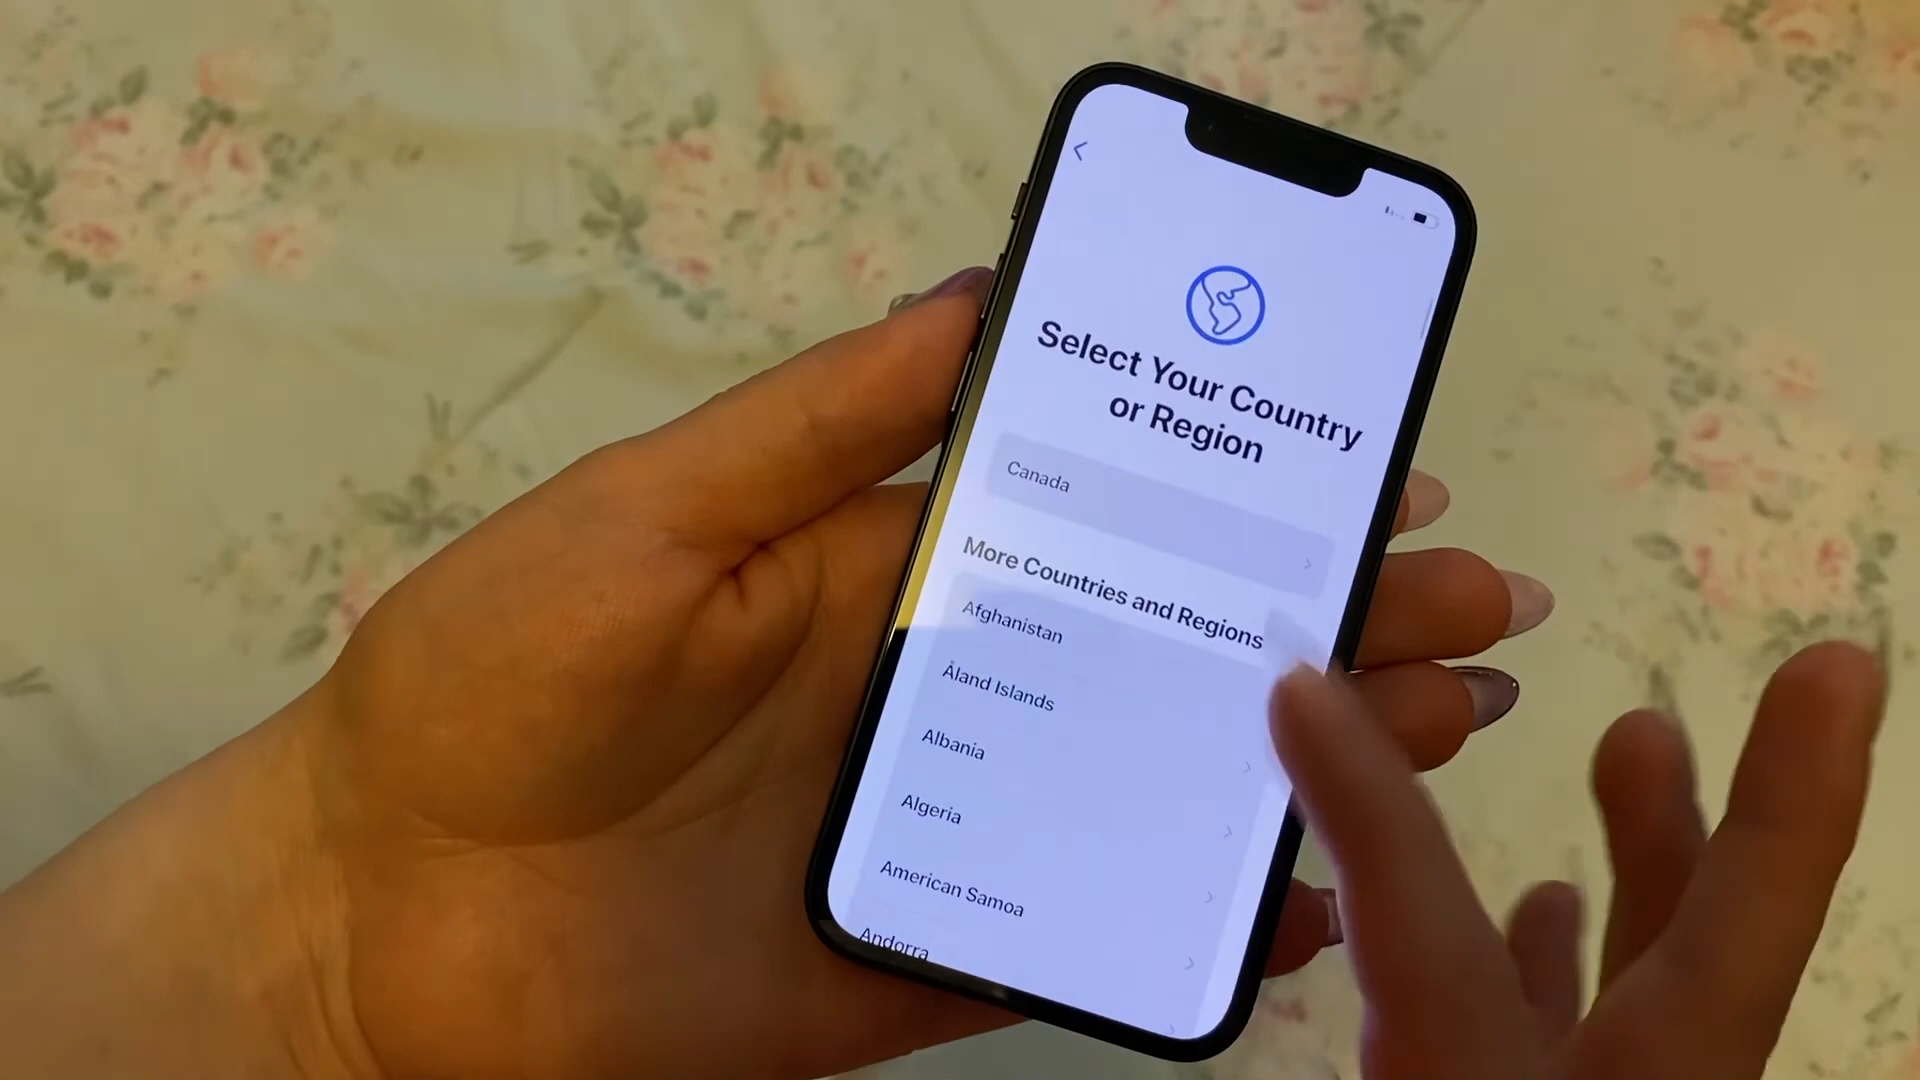 Select Your Country
or Region
Canada
More Countries and Regions
Afghanistan
Åland Islands
Albania
Algeria
American Samoa
Andorra